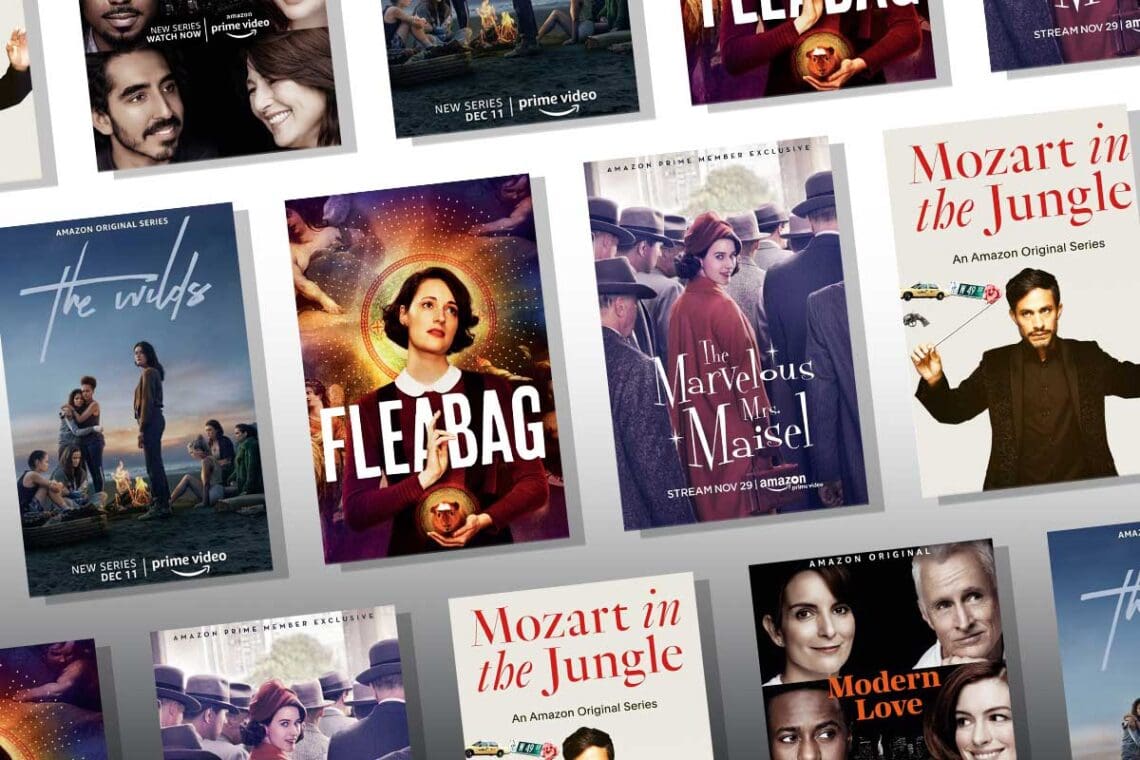 NEW SERIES
WATCH NOW
amazon
prime video
NEW SERIES
DEC 11
prime video
FLEABAG
STREAM NOV 29
AMAZON ORIGINAL SERIES
the wilds
NEW SERIES
DEC 11
prime video
FLEABAG
AMAZON PRIME MEMBER EXCLUSIVE
The
Marvelous
Mrs.
Maisel
STREAM NOV 29 | amazon
prime video
Mozart in
the Jungle
An Amazon Original Series
W 49
AMAZON PRIME MEMBER EXCLUSIVE
Mozart in
the Jungle
An Amazon Original Series
W 49
AMAZON ORIGINAL
Modern
Love